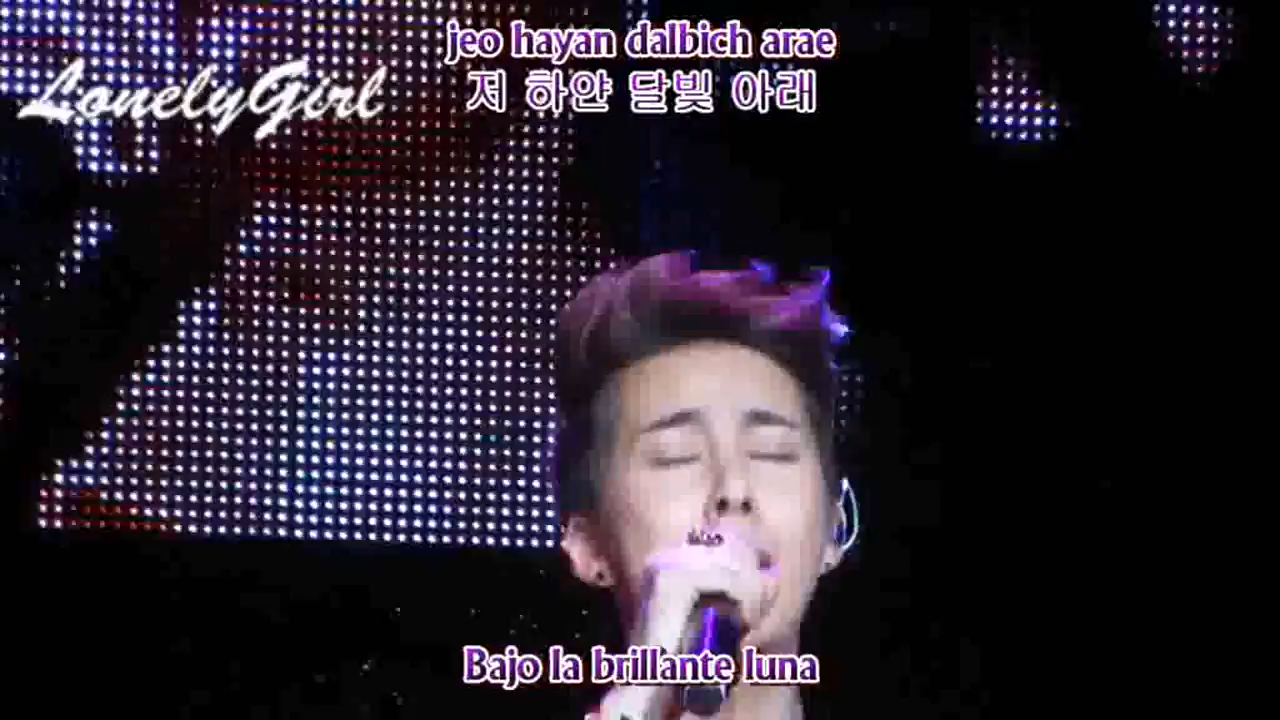 jeo hayan dalbich arae
저 하얀 달빛 아래
LonelyGirl
Bajo la brillante luna